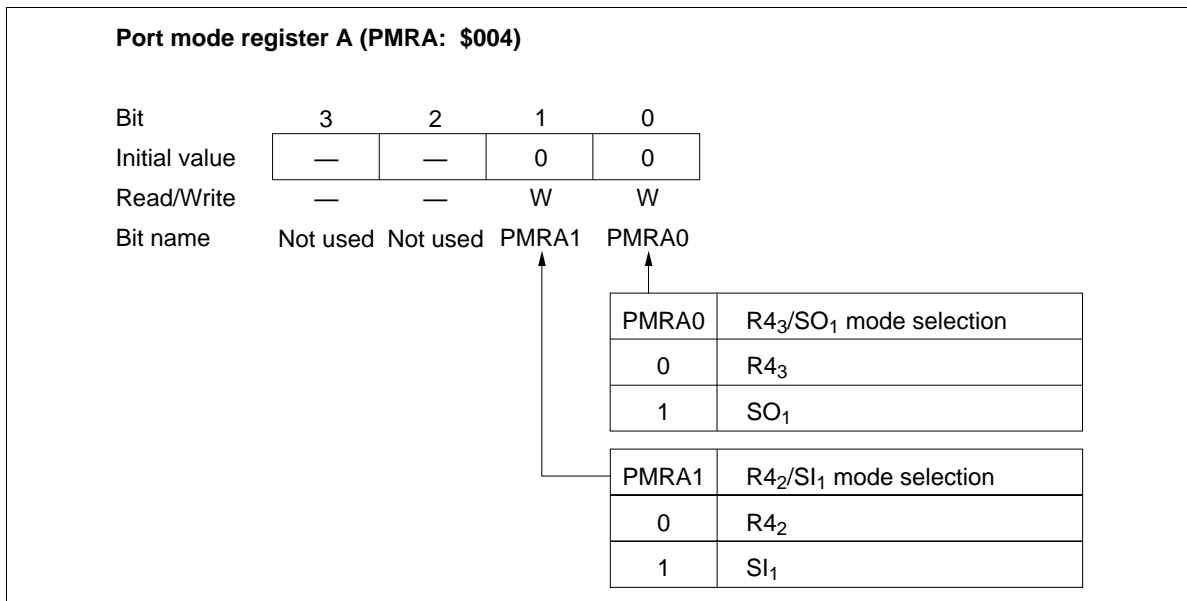 Port mode register A (PMRA: $004)
Bit 3 2 1 0
Initial value — — 0 0
Read/Write — — W W
Bit name Not used Not used PMRA1 PMRA0
PMRA0 R4₃/SO₁ mode selection
0 R4₃
1 SO₁
PMRA1 R4₂/SI₁ mode selection
0 R4₂
1 SI₁